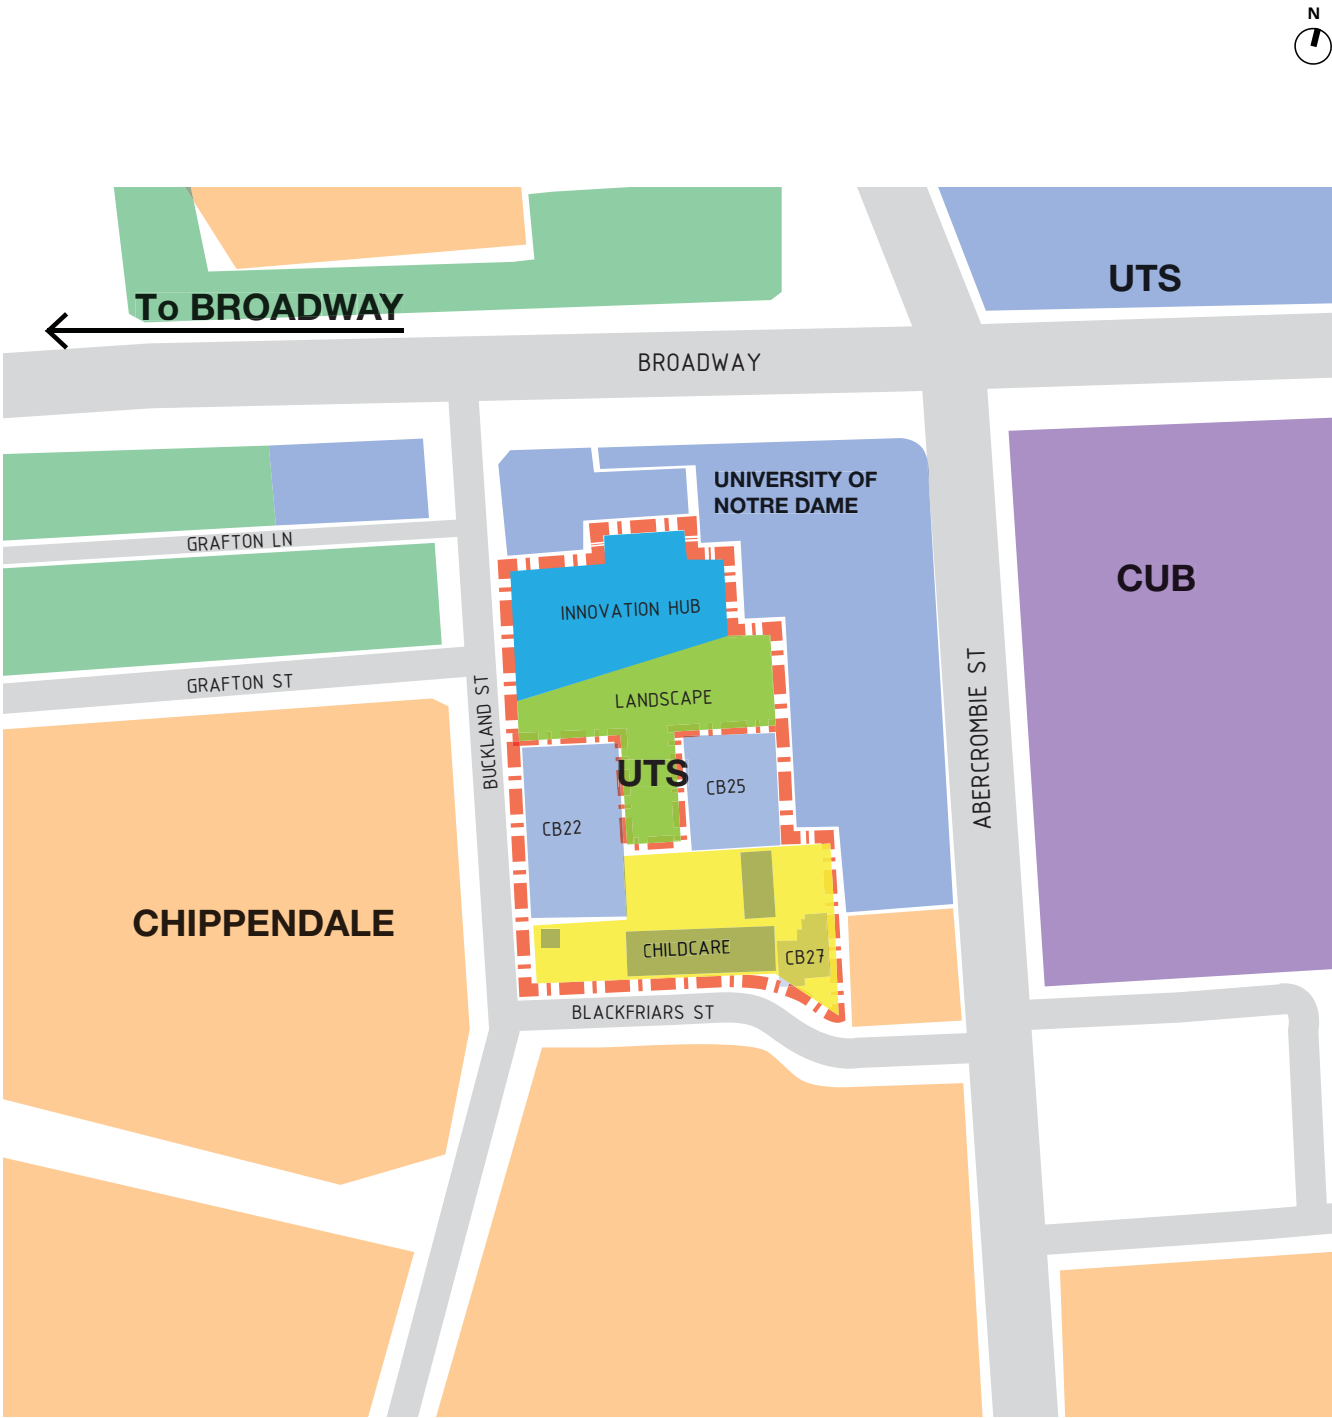 N
UTS
To BROADWAY
BROADWAY
UNIVERSITY OF
NOTRE DAME
GRAFTON LN
CUB
INNOVATION HUB
GRAFTON ST
LANDSCAPE
BUCKLAND ST
ABERCROMBIE ST
UTS
CB25
CB22
CHIPPENDALE
CHILDCARE
CB27
BLACKFRIARS ST